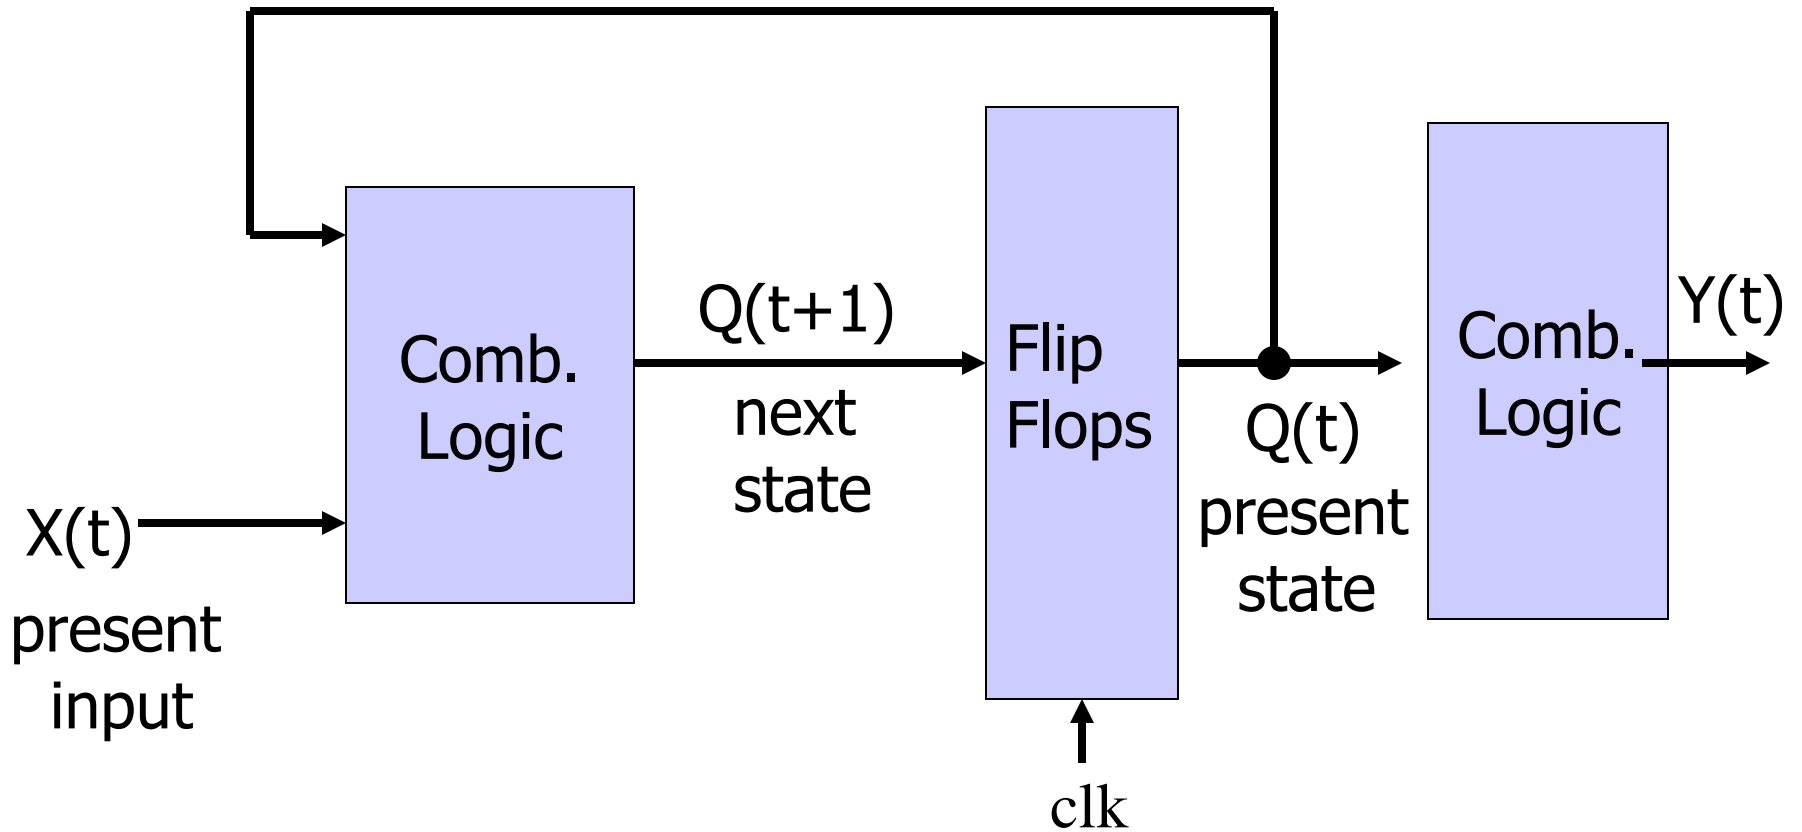 X(t)
present
input
Comb.
Logic
Q(t+1)
next
state
Flip
Flops
clk
Q(t)
present
state
Comb.
Logic
Y(t)